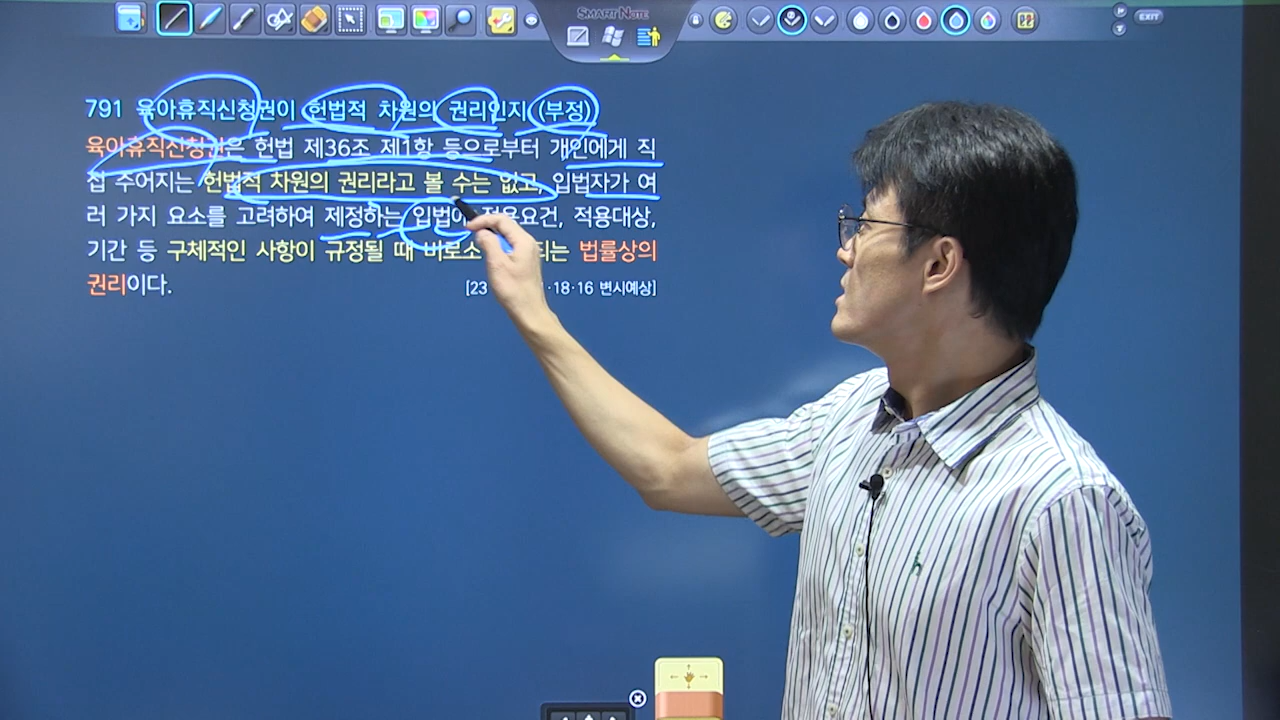 SMART NOTE
EXIT
791 육아휴직신청권이 헌법적 차원의 권리인지 (부정)
육아휴직신청권은 헌법 제36조 제1항 등으로부터 개인에게 직
접 주어지는 헌법적 차원의 권리라고 볼 수는 없고, 입법자가 여
러 가지 요소를 고려하여 제정하는 입법에 적용요건, 적용대상,
기간 등 구체적인 사항이 규정될 때 비로소 는 법률상의
권리이다.
[23 ·18·16 변시예상]